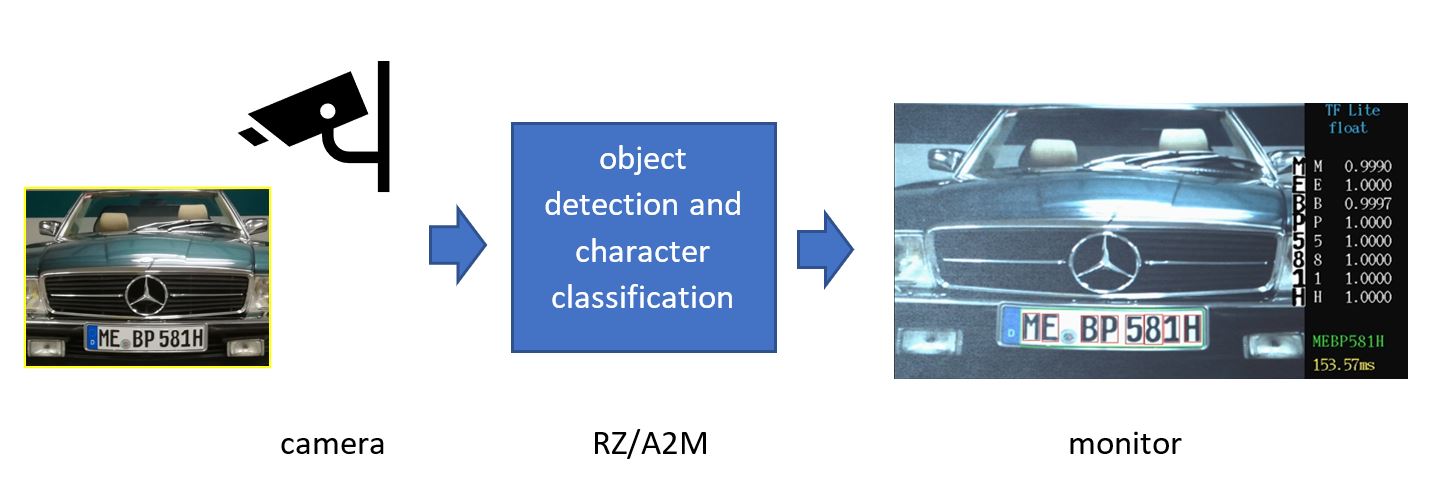 ME BP 581H
D
camera
object
detection and
character
classification
RZ/A2M
TF Lite
float
M M 0.9990
E E 1.0000
B B 0.9997
P P 1.0000
5 5 1.0000
8 8 1.0000
1 1 1.0000
H H 1.0000
D
ME BP 581H
MEBP581H
153.57ms
monitor